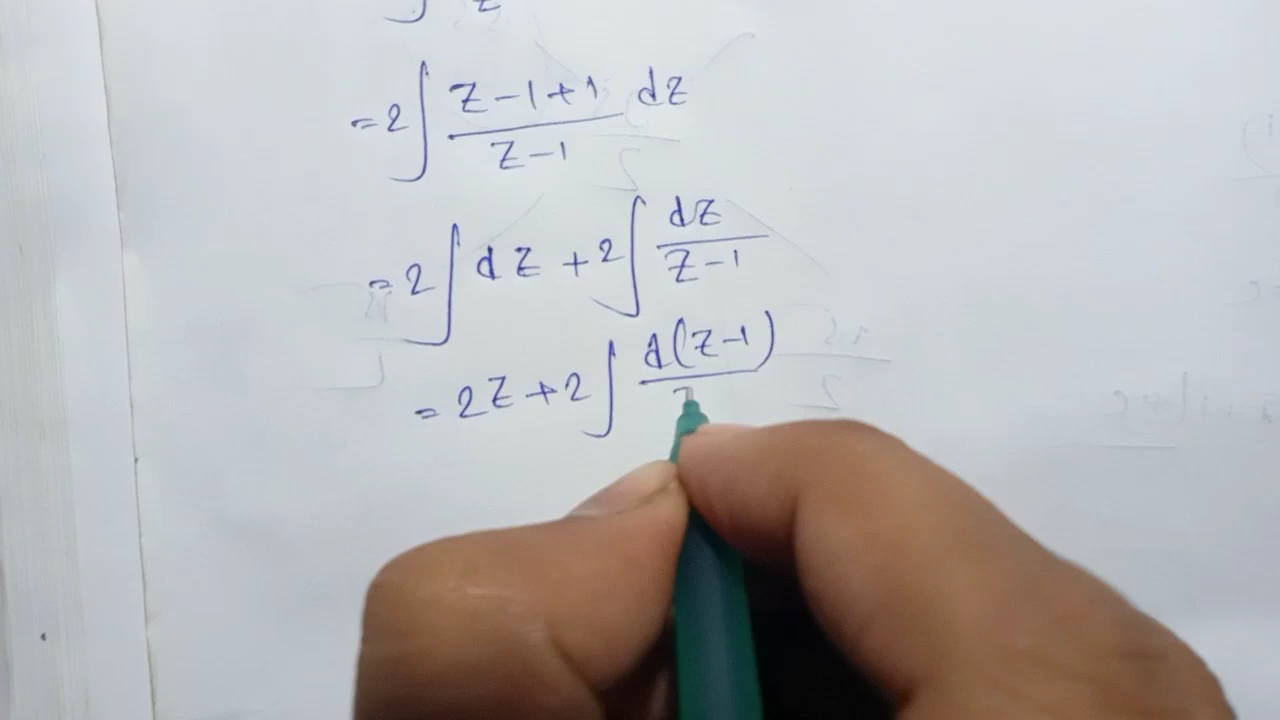 = 2 ∫ (z-1+1)/(z-1) dz
= 2 ∫ dz + 2 ∫ dz/(z-1)
= 2z + 2 ∫ d(z-1)/z